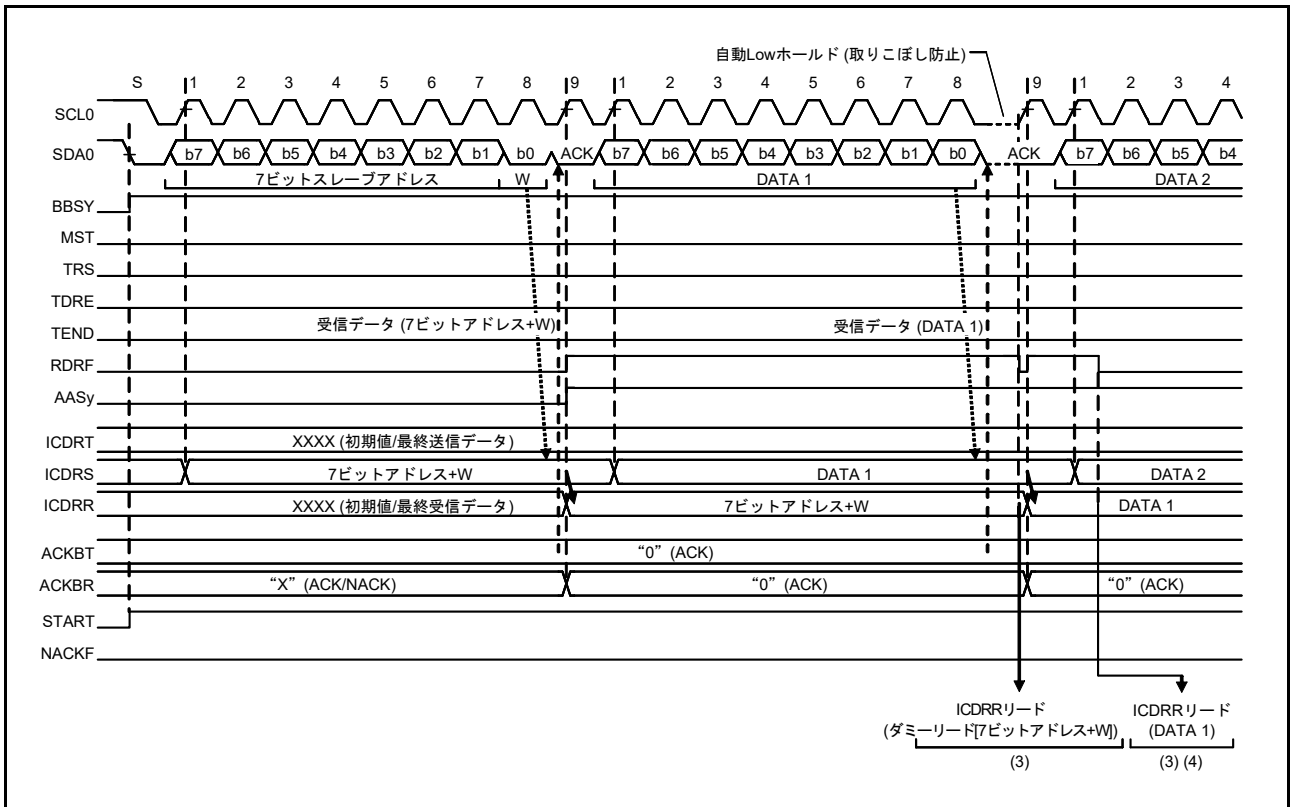 自動Lowホールド (取りこぼし防止)
S 1 2 3 4 5 6 7 8 9 1 2 3 4 5 6 7 8 9 1 2 3 4
SCL0
SDA0 b7 b6 b5 b4 b3 b2 b1 b0 ACK b7 b6 b5 b4 b3 b2 b1 b0 ACK b7 b6 b5 b4
7ビットスレーブアドレス W DATA 1 DATA 2
BBSY
MST
TRS
TDRE
TEND
受信データ (7ビットアドレス+W) 受信データ (DATA 1)
RDRF
AASy
ICDRT XXXX (初期値/最終送信データ)
ICDRS 7ビットアドレス+W DATA 1 DATA 2
ICDRR XXXX (初期値/最終受信データ) 7ビットアドレス+W DATA 1
ACKBT “0” (ACK)
ACKBR “X” (ACK/NACK) “0” (ACK) “0” (ACK)
START
NACKF
ICDRRリード
(ダミーリード[7ビットアドレス+W])
(3)
ICDRRリード
(DATA 1)
(3) (4)